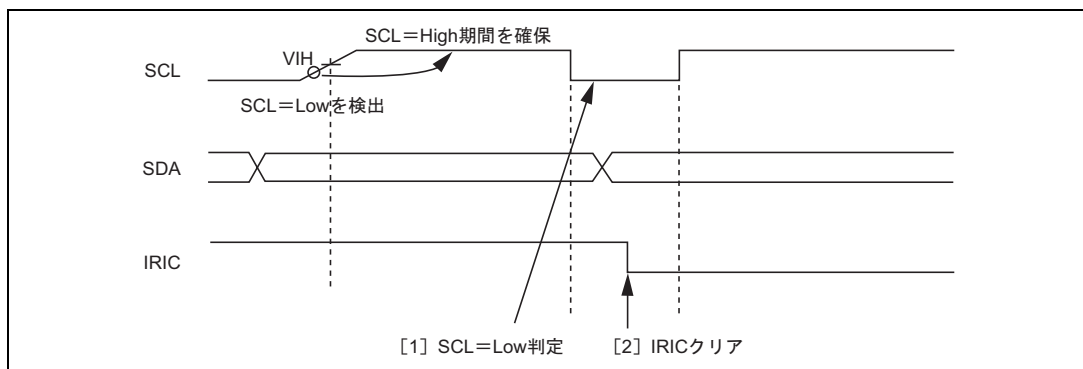 SCL＝High期間を確保
VIH
SCL
SCL＝Lowを検出
SDA
IRIC
［1］SCL＝Low判定
［2］IRICクリア